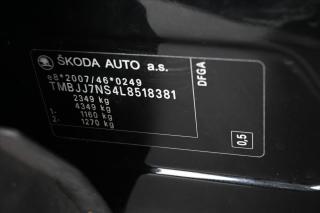 ŠKODA AUTO a.s.
e8*2007/46*0249
TMBJJ7NS4L8518381
2349 kg
4349 kg
1. 1160 kg
2. 1270 kg
DFGA
0,5